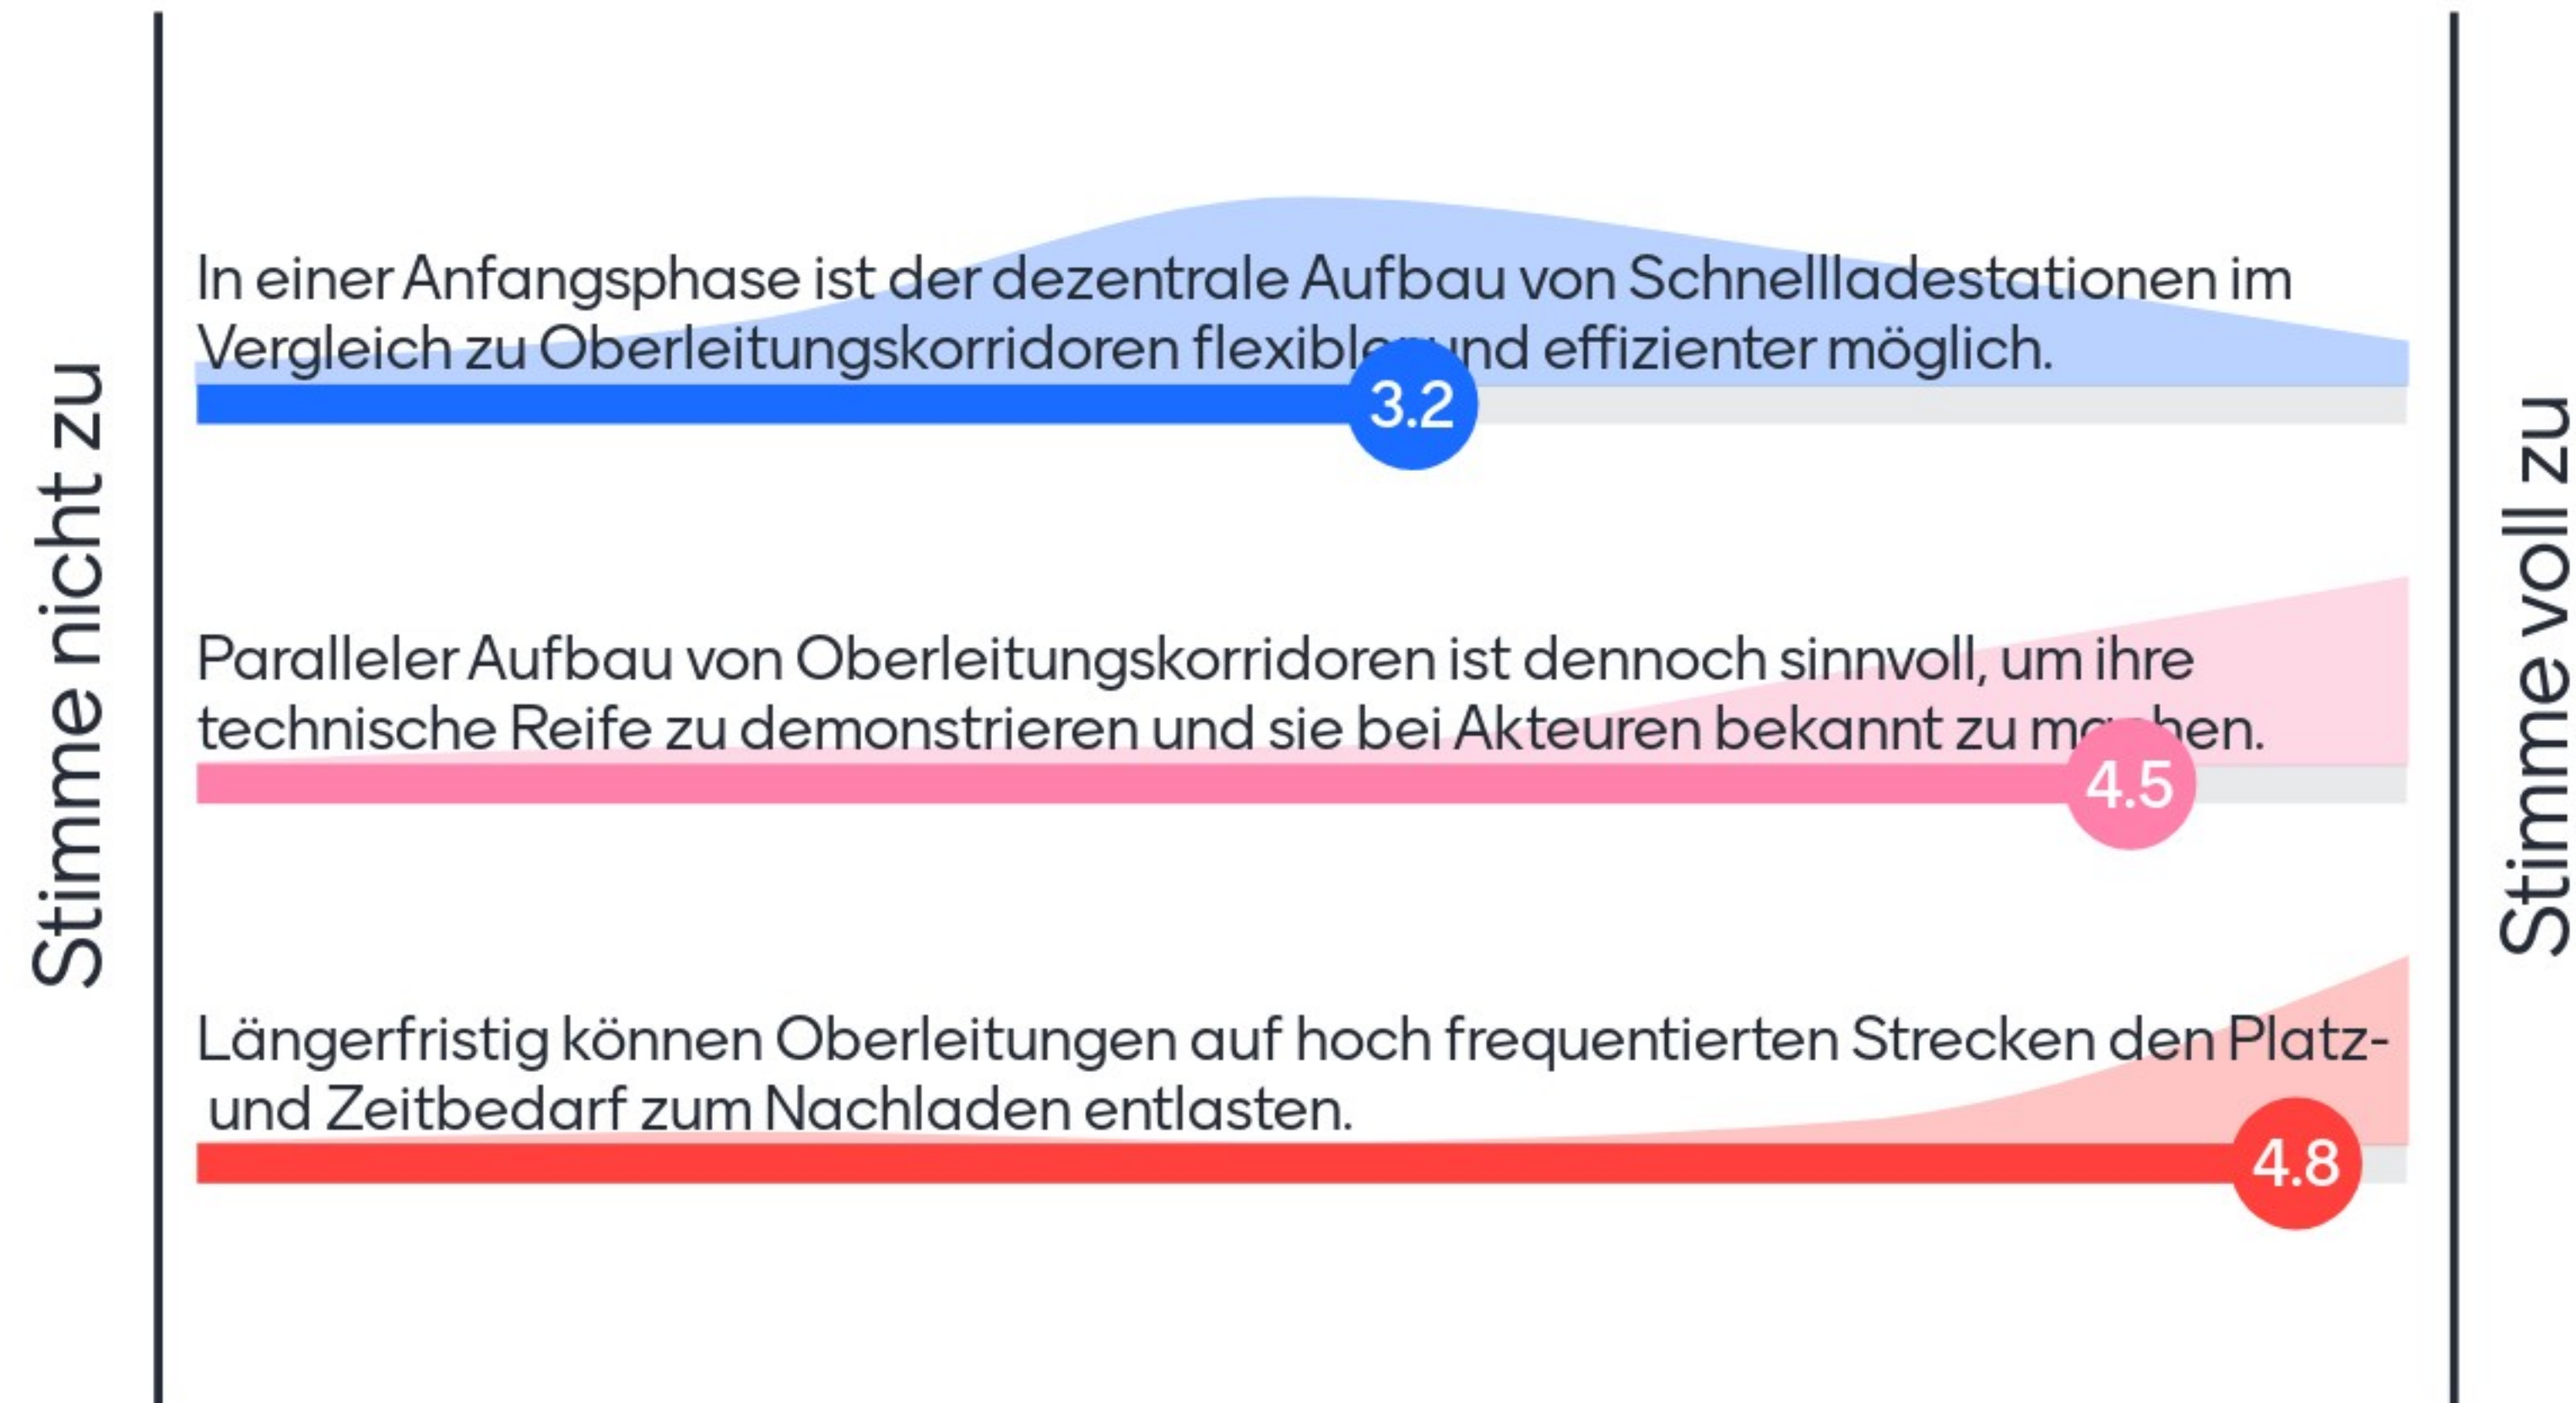 Stimme nicht zu
In einer Anfangsphase ist der dezentrale Aufbau von Schnellladestationen im
Vergleich zu Oberleitungskorridoren flexibler und effizienter möglich.
3.2
Paralleler Aufbau von Oberleitungskorridoren ist dennoch sinnvoll, um ihre
technische Reife zu demonstrieren und sie bei Akteuren bekannt zu machen.
4.5
Längerfristig können Oberleitungen auf hoch frequentierten Strecken den Platz-
und Zeitbedarf zum Nachladen entlasten.
4.8
Stimme voll zu